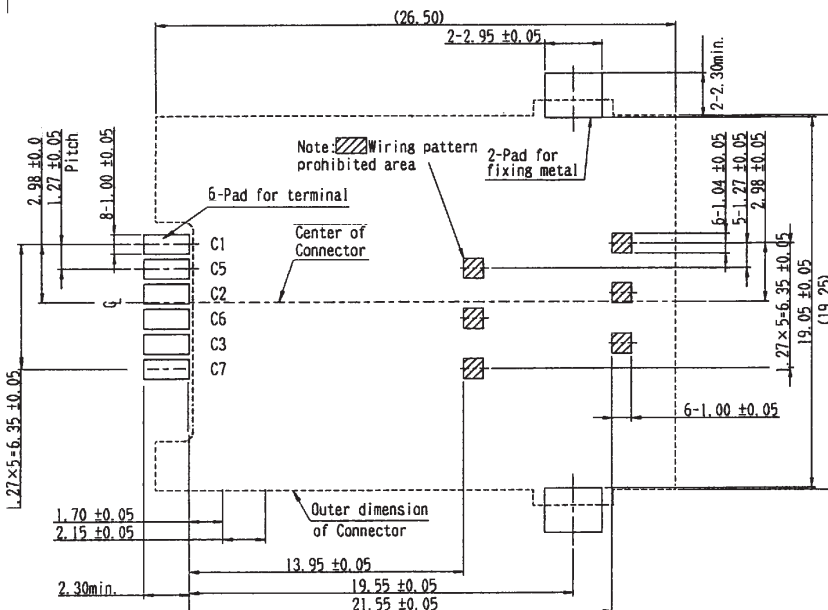 (26.50)
2-2.95 ±0.05
2-2.30min.
2.98 ±0.0
1.27 ±0.05
Pitch
8-1.00 ±0.05
Note: Wiring pattern
prohibited area
2-Pad for
fixing metal
6-Pad for terminal
6-1.04 ±0.05
5-1.27 ±0.05
2.98 ±0.05
Center of
Connector
C1
C5
C2
C6
C3
C7
CL
1.27×5=6.35 ±0.05
1.27×5=6.35 ±0.05
19.05 ±0.05
(19.25)
6-1.00 ±0.05
Outer dimension
of Connector
1.70 ±0.05
2.15 ±0.05
13.95 ±0.05
2.30min.
19.55 ±0.05
21.55 ±0.05